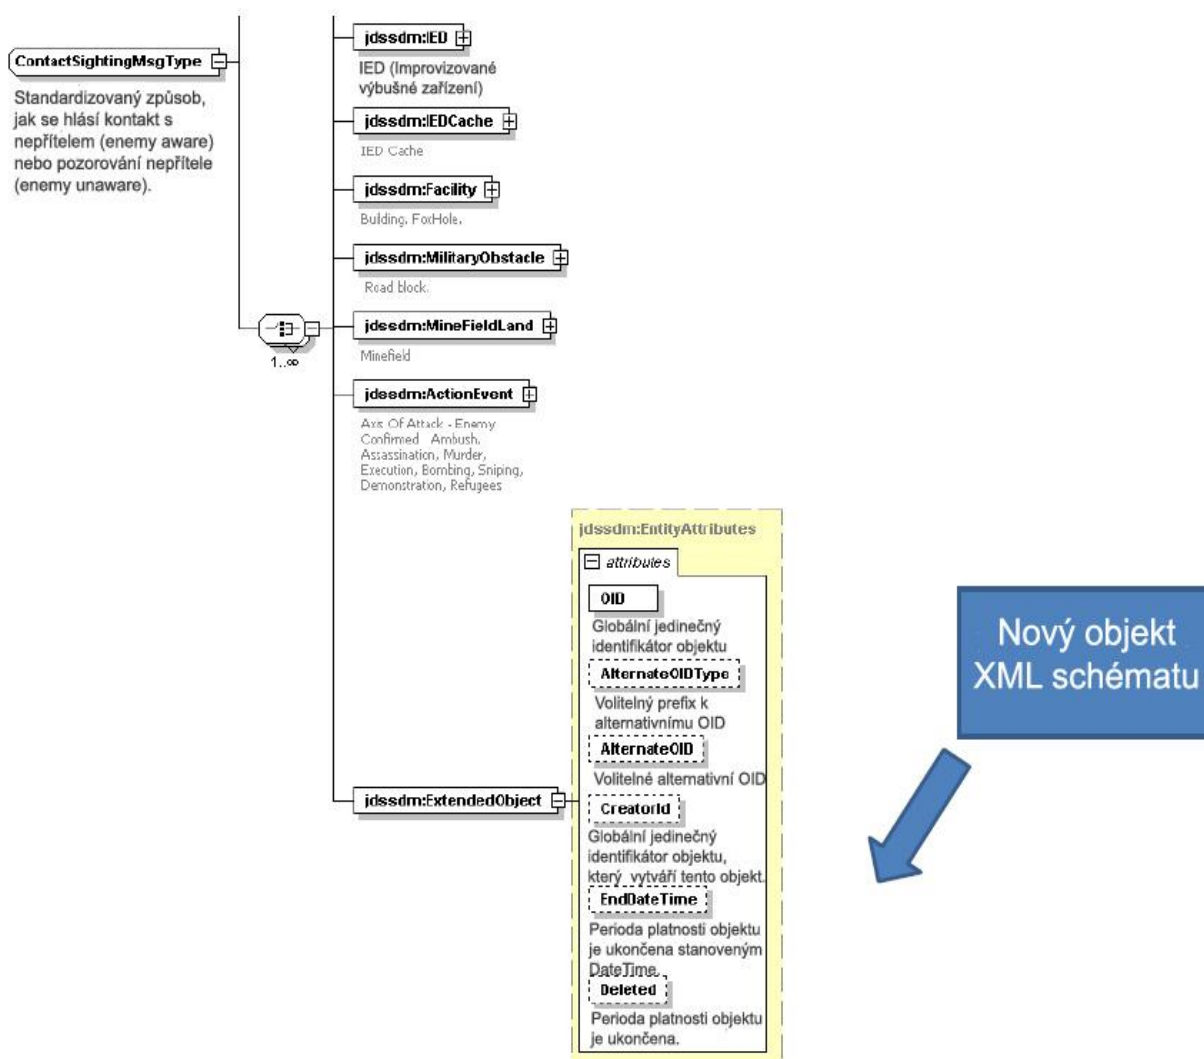 ContactSightingMsgType
Standardizovaný způsob,
jak se hlásí kontakt s
nepřítelem (enemy aware)
nebo pozorování nepřítele
(enemy unaware).
1..∞
jdssdm:IED
IED (Improvizované
výbušné zařízení)
jdssdm:IEDCache
IED Cache
jdssdm:Facility
Building, FoxHole,
jdssdm:MilitaryObstacle
Road block.
jdssdm:MineFieldLand
Minefield
jdssdm:ActionEvent
Axis Of Attack - Enemy
Confirmed Ambush,
Assassination, Murder,
Execution, Bombing, Sniping,
Demonstration, Refugees
jdssdm:ExtendedObject
jdssdm:EntityAttributes
attributes
OID
Globální jedinečný
identifikátor objektu
AlternateOIDType
Volitelný prefix k
alternativnímu OID
AlternateOID
Volitelné alternativní OID
CreatorId
Globální jedinečný
identifikátor objektu,
který vytváří tento objekt.
EndDateTime
Perioda platnosti objektu
je ukončena stanoveným
DateTime.
Deleted
Perioda platnosti objektu
je ukončena.
Nový objekt
XML schématu